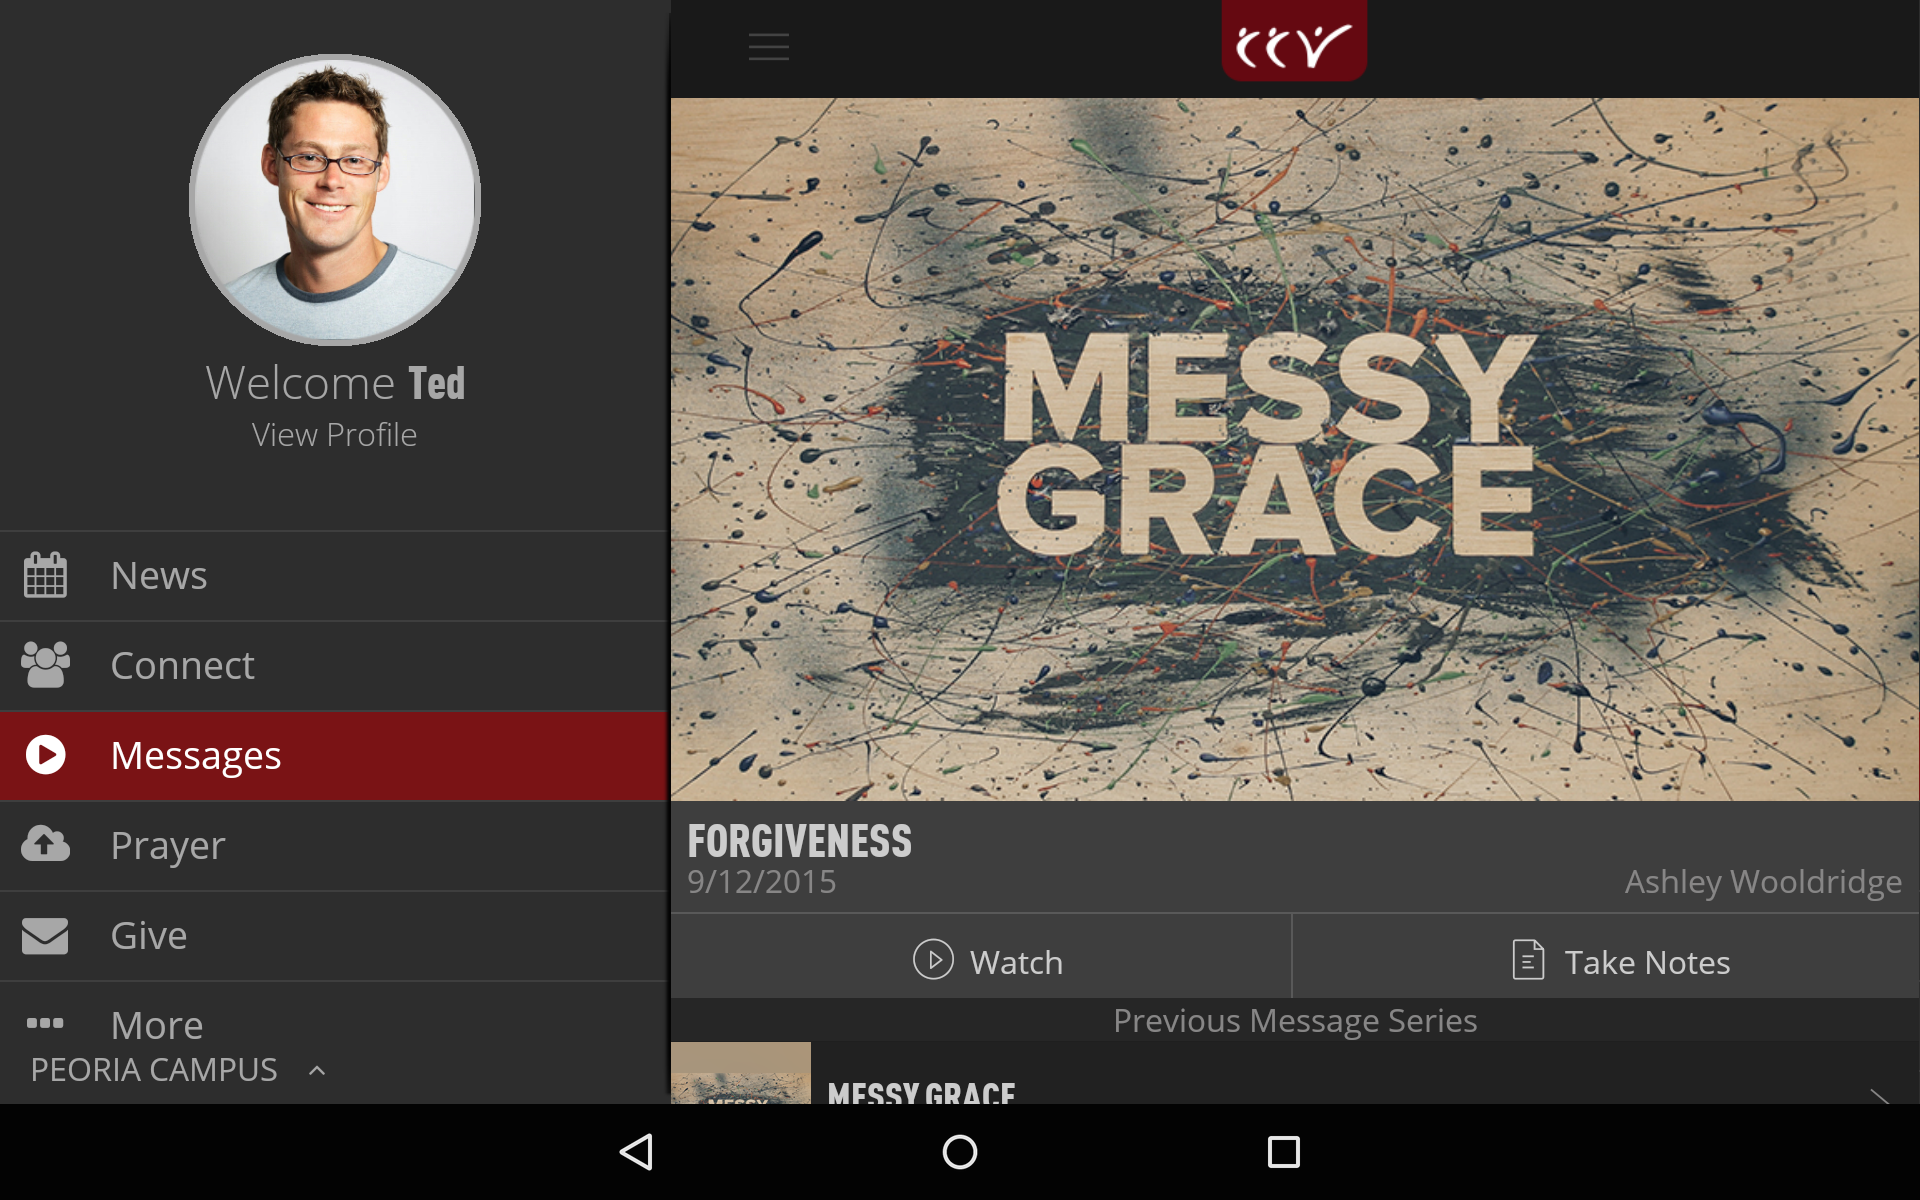 Welcome Ted
View Profile
News
Connect
Messages
Prayer
Give
More
PEORIA CAMPUS
CCV
MESSY
GRACE
FORGIVENESS
9/12/2015
Ashley Wooldridge
Watch
Take Notes
Previous Message Series
MESSY
MESSY GRACE